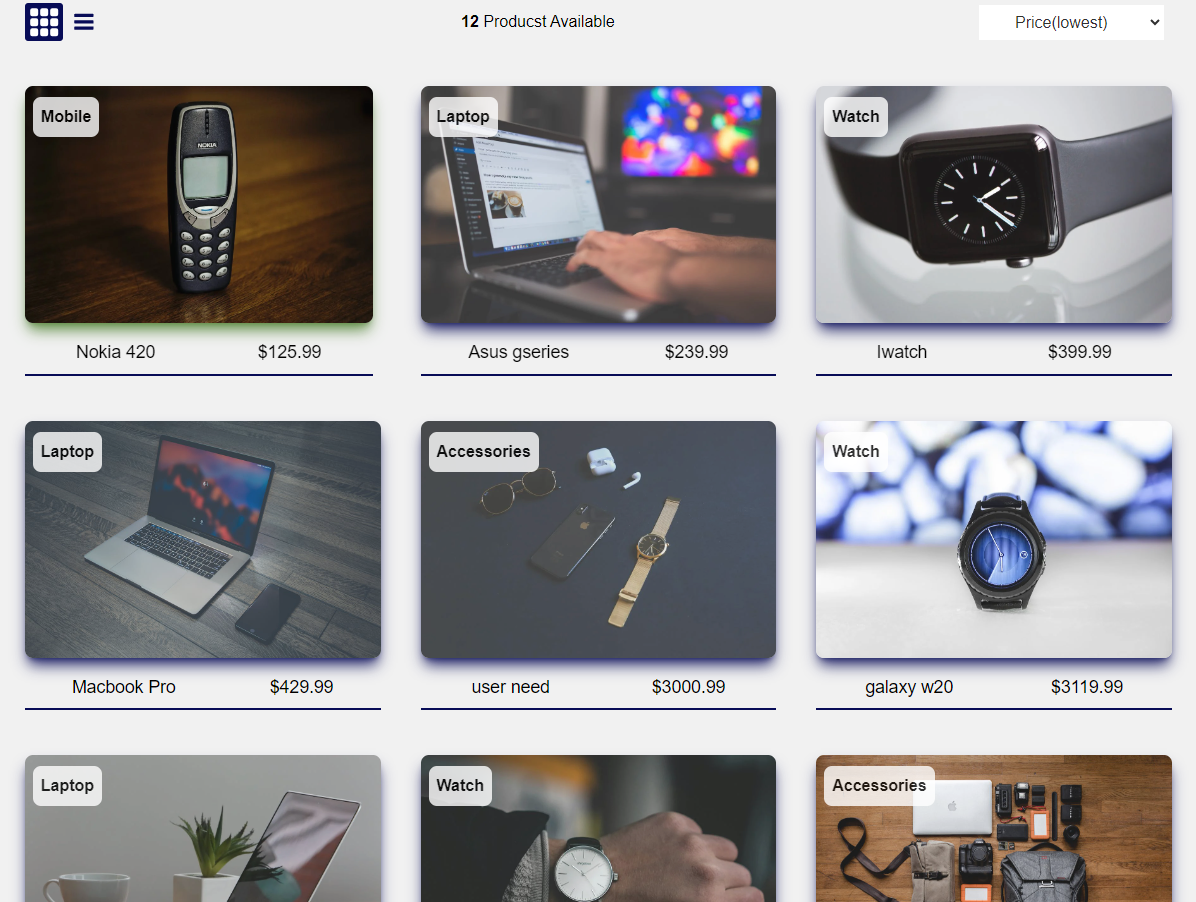 12 Producst Available
Price(lowest)
Mobile
NOKIA
Laptop
Watch
Nokia 420
$125.99
Asus gseries
$239.99
Iwatch
$399.99
Laptop
Accessories
Watch
Macbook Pro
$429.99
user need
$3000.99
galaxy w20
$3119.99
Laptop
Watch
Accessories